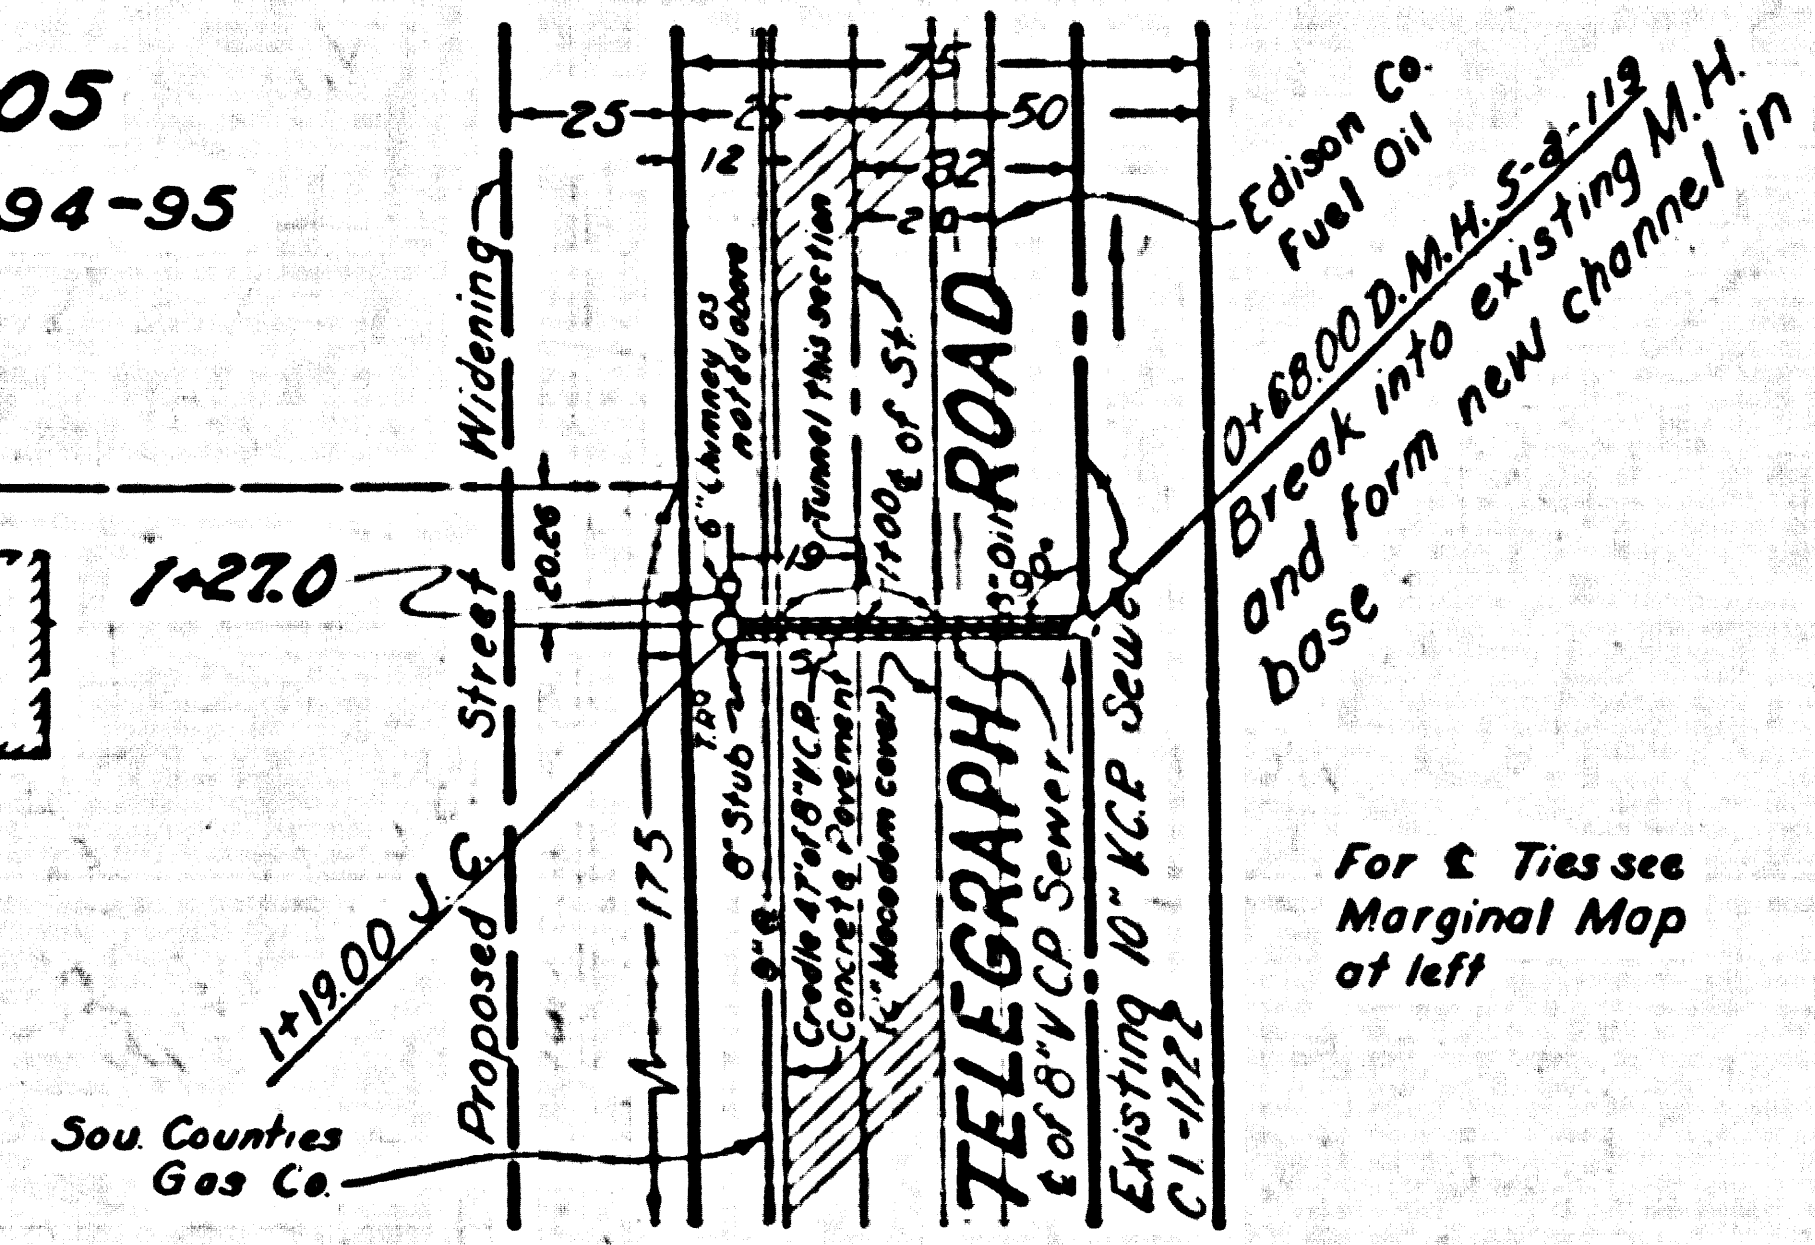 05
94-95
75
25
25
50
12
32
20
Edison Co.
Fuel Oil
0+68.00 D.M.H. S-a-119
Break into existing M.H.
and form new channel in
base
Proposed Street Widening
6" Chimney as
noted above
Tunnel this section
1+00
℄ of St.
TELEGRAPH ROAD
8" Oil
90°
20.26
1+27.0
16
5
T.P.O
8" Stub
175
Cradle 47' of 8" V.C.P.
Concrete Pavement
Macadam cover)
℄ of 8" V C P Sewer
Existing 10" V.C.P. Sewer
C I - 1722
1+19.00 J. C.
Sou. Counties
Gas Co.
For ℄ Ties see
Marginal Map
at left